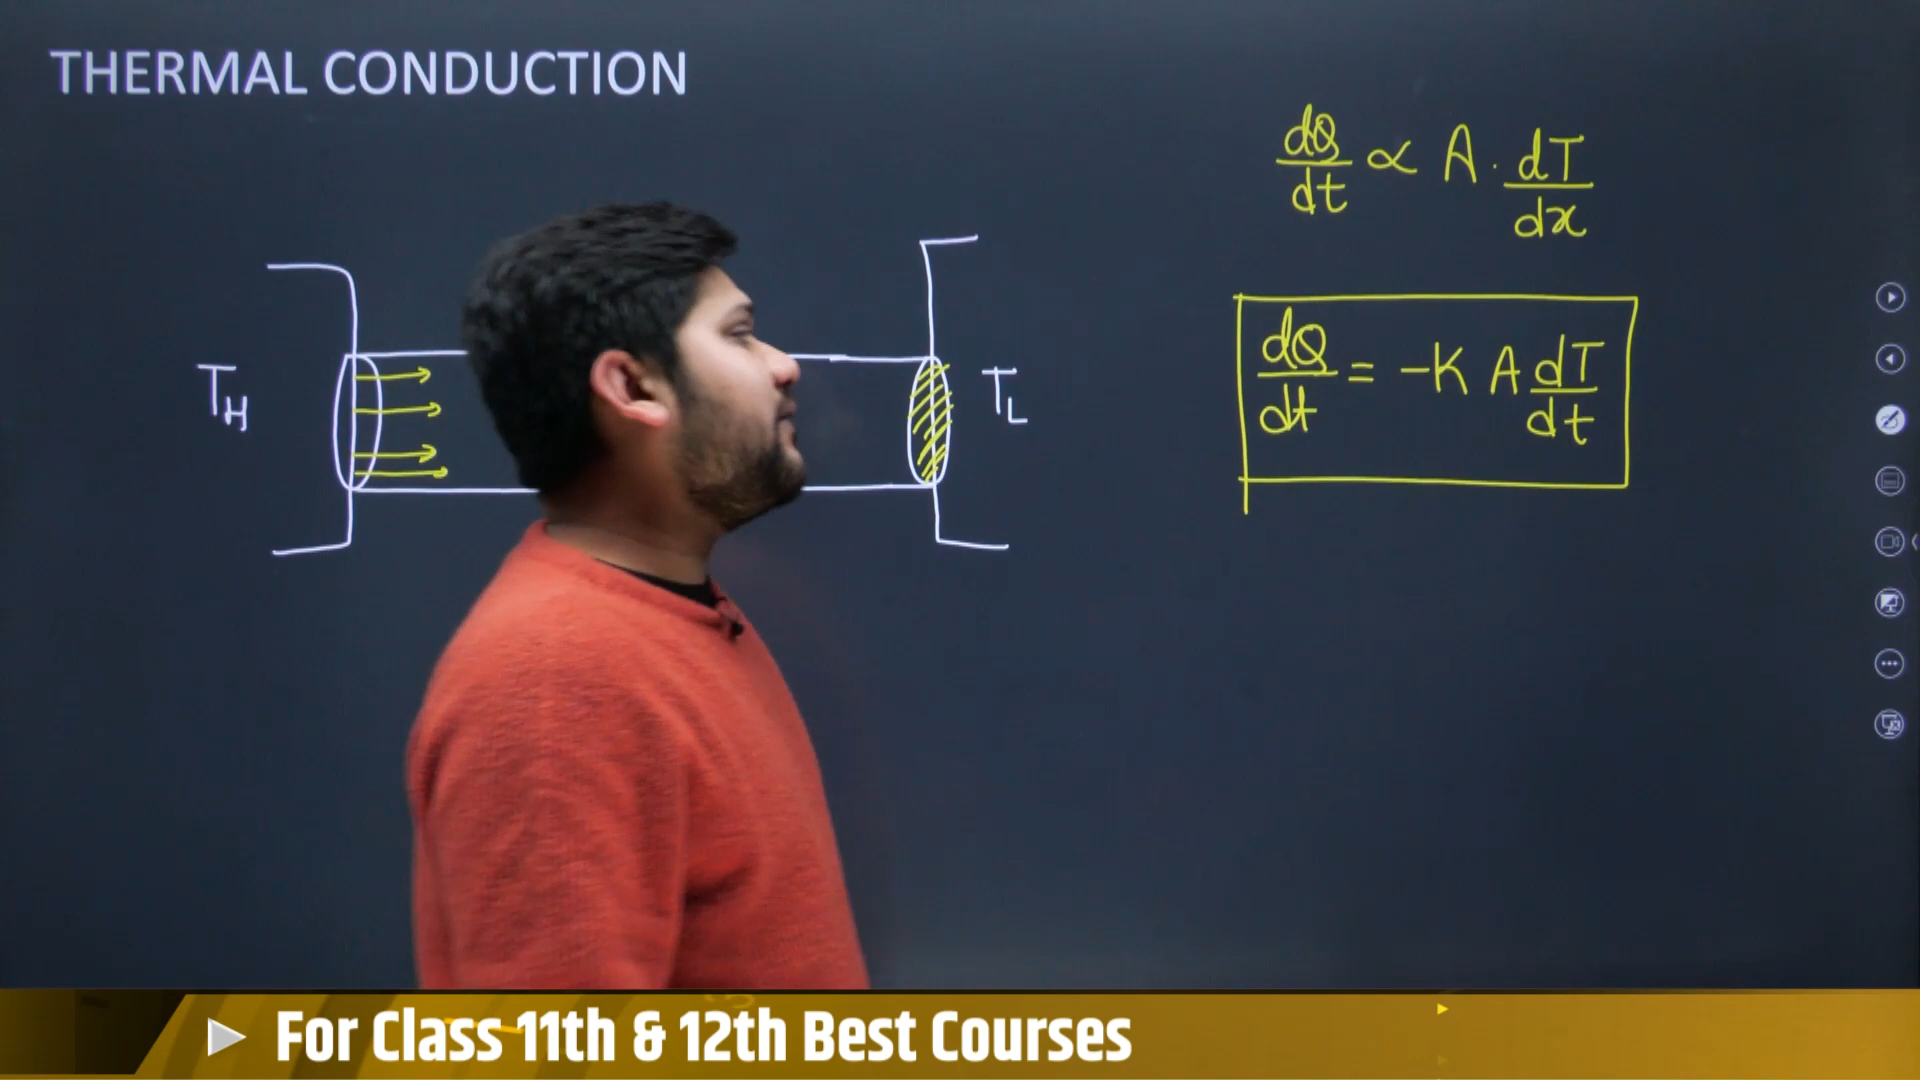 THERMAL CONDUCTION
dQ/dt ∝ A · dT/dx
T_H
T_L
dQ/dt = -K A dT/dt
For Class 11th & 12th Best Courses